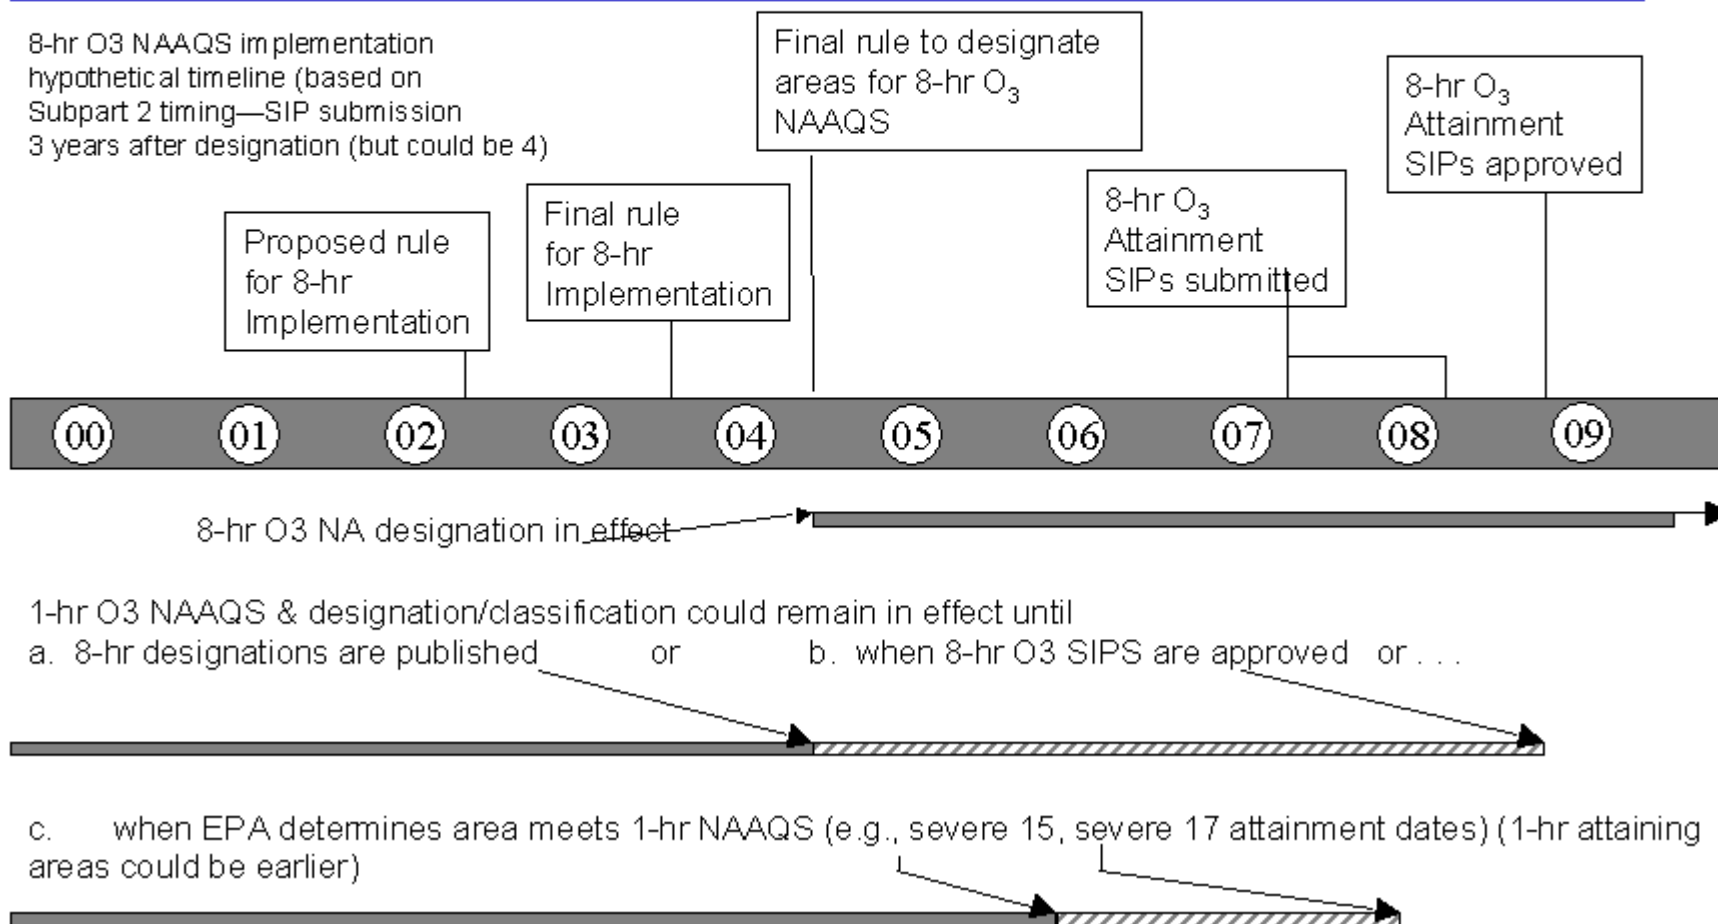 8-hr O3 NAAQS implementation
hypothetical timeline (based on
Subpart 2 timing—SIP submission
3 years after designation (but could be 4)
Proposed rule
for 8-hr
Implementation
Final rule
for 8-hr
Implementation
Final rule to designate
areas for 8-hr O3
NAAQS
8-hr O3
Attainment
SIPs submitted
8-hr O3
Attainment
SIPs approved
00 01 02 03 04 05 06 07 08 09
8-hr O3 NA designation in effect
1-hr O3 NAAQS & designation/classification could remain in effect until
a. 8-hr designations are published or b. when 8-hr O3 SIPS are approved or . . .
c. when EPA determines area meets 1-hr NAAQS (e.g., severe 15, severe 17 attainment dates) (1-hr attaining
areas could be earlier)